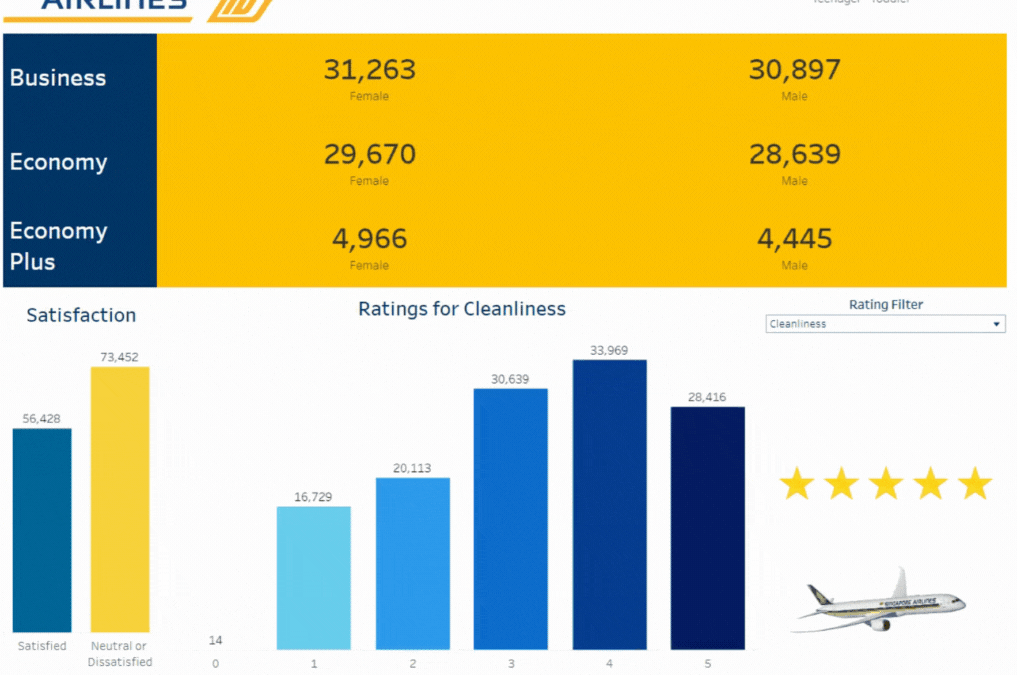 AIRLINES
Teenager Toddler
Business
31,263
Female
30,897
Male
Economy
29,670
Female
28,639
Male
Economy
Plus
4,966
Female
4,445
Male
Satisfaction
Ratings for Cleanliness
Rating Filter
Cleanliness
73,452
56,428
Satisfied
Neutral or
Dissatisfied
14
16,729
20,113
30,639
33,969
28,416
0
1
2
3
4
5
SINGAPORE AIRLINES